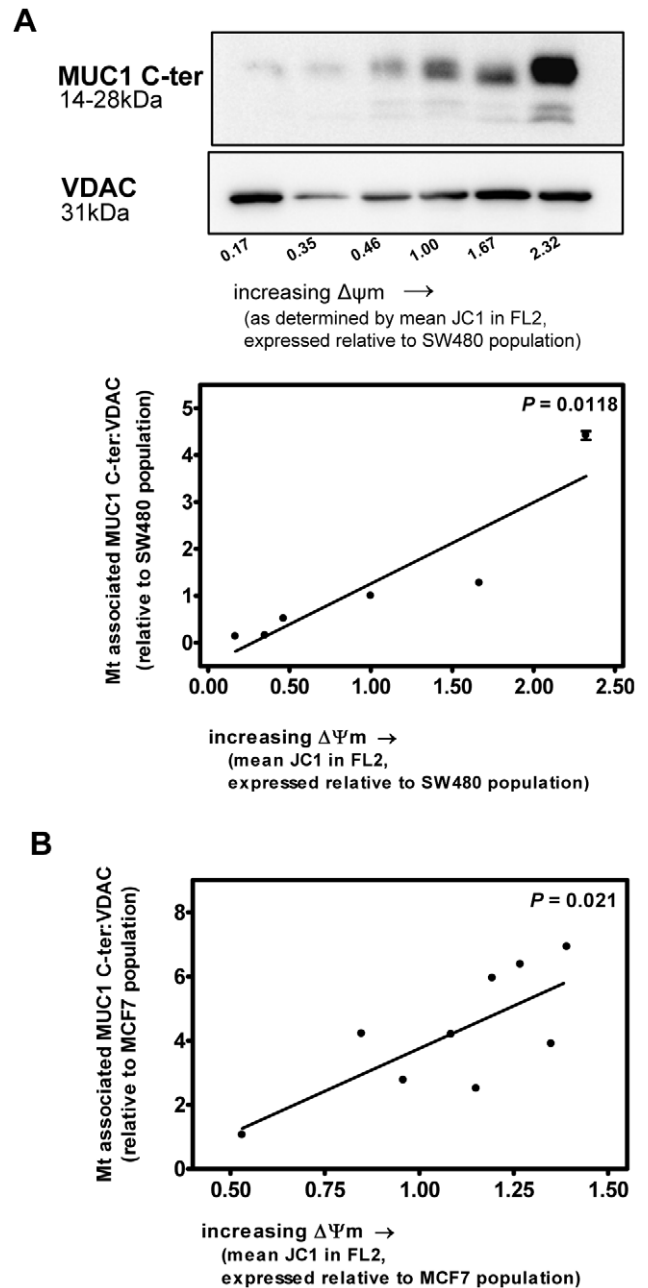 A
MUC1 C-ter
14-28kDa
VDAC
31kDa
0.17 0.35 0.46 1.00 1.67 2.32
increasing Δψm →
(as determined by mean JC1 in FL2,
expressed relative to SW480 population)
P = 0.0118
Mt associated MUC1 C-ter:VDAC
(relative to SW480 population)
5
4
3
2
1
0
0.00 0.50 1.00 1.50 2.00 2.50
increasing ΔΨm →
(mean JC1 in FL2,
expressed relative to SW480 population)
B
P = 0.021
Mt associated MUC1 C-ter:VDAC
(relative to MCF7 population)
8
6
4
2
0
0.50 0.75 1.00 1.25 1.50
increasing ΔΨm →
(mean JC1 in FL2,
expressed relative to MCF7 population)